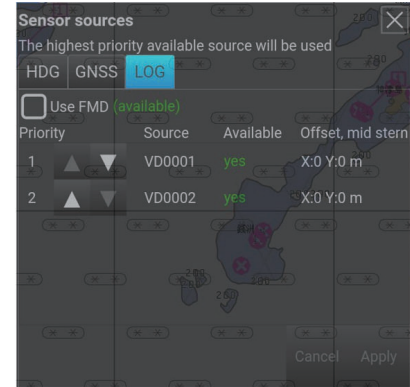 Sensor sources
The highest priority available source will be used
HDG GNSS LOG
Use FMD (available)
Priority Source Available Offset, mid stern
1 VD0001 yes X:0 Y:0 m
2 VD0002 yes X:0 Y:0 m
Cancel Apply